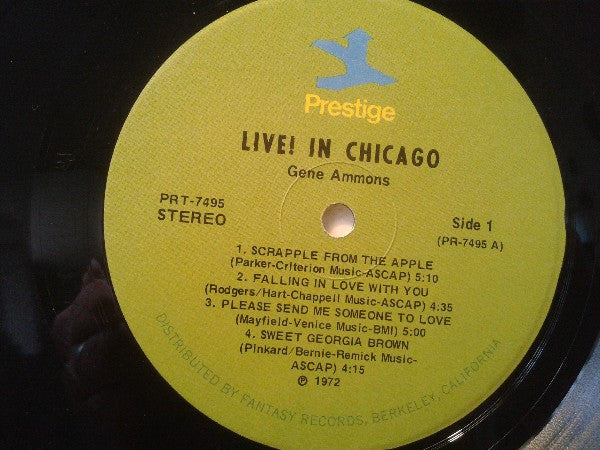 Prestige
LIVE! IN CHICAGO
Gene Ammons
PRT-7495
STEREO
Side 1
(PR-7495 A)
1. SCRAPPLE FROM THE APPLE
(Parker-Criterion Music-ASCAP) 5:10
2. FALLING IN LOVE WITH YOU
(Rodgers/Hart-Chappell Music-ASCAP) 4:35
3. PLEASE SEND ME SOMEONE TO LOVE
(Mayfield-Venice Music-BMI) 5:00
4. SWEET GEORGIA BROWN
(Pinkard/Bernie-Remick Music-
ASCAP) 4:15
℗ 1972
DISTRIBUTED BY FANTASY RECORDS, BERKELEY, CALIFORNIA